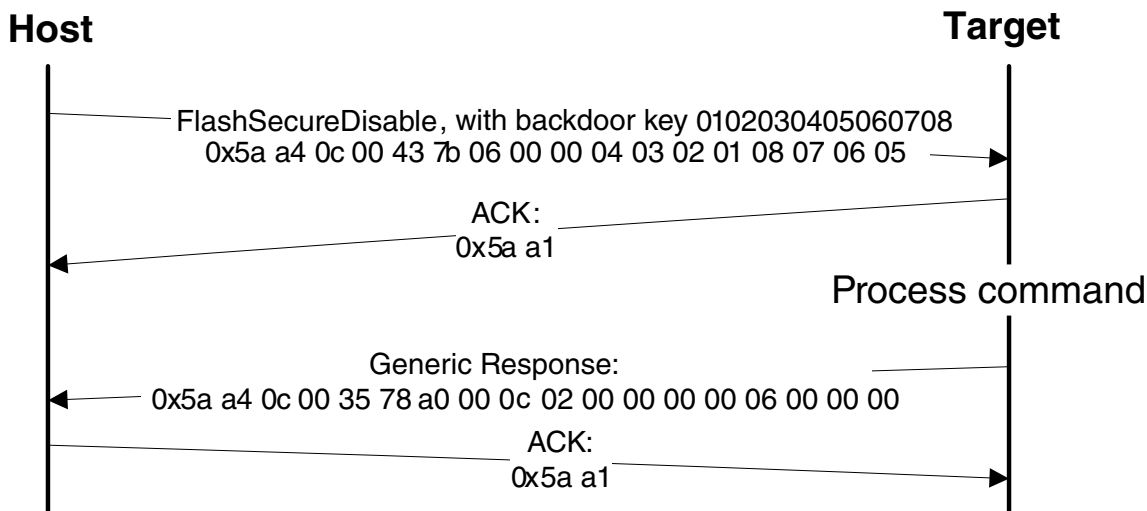 Host
Target
FlashSecureDisable, with backdoor key 0102030405060708
0x5a a4 0c 00 43 7b 06 00 00 04 03 02 01 08 07 06 05
ACK:
0x5a a1
Process command
Generic Response:
0x5a a4 0c 00 35 78 a0 00 0c 02 00 00 00 00 06 00 00 00
ACK:
0x5a a1